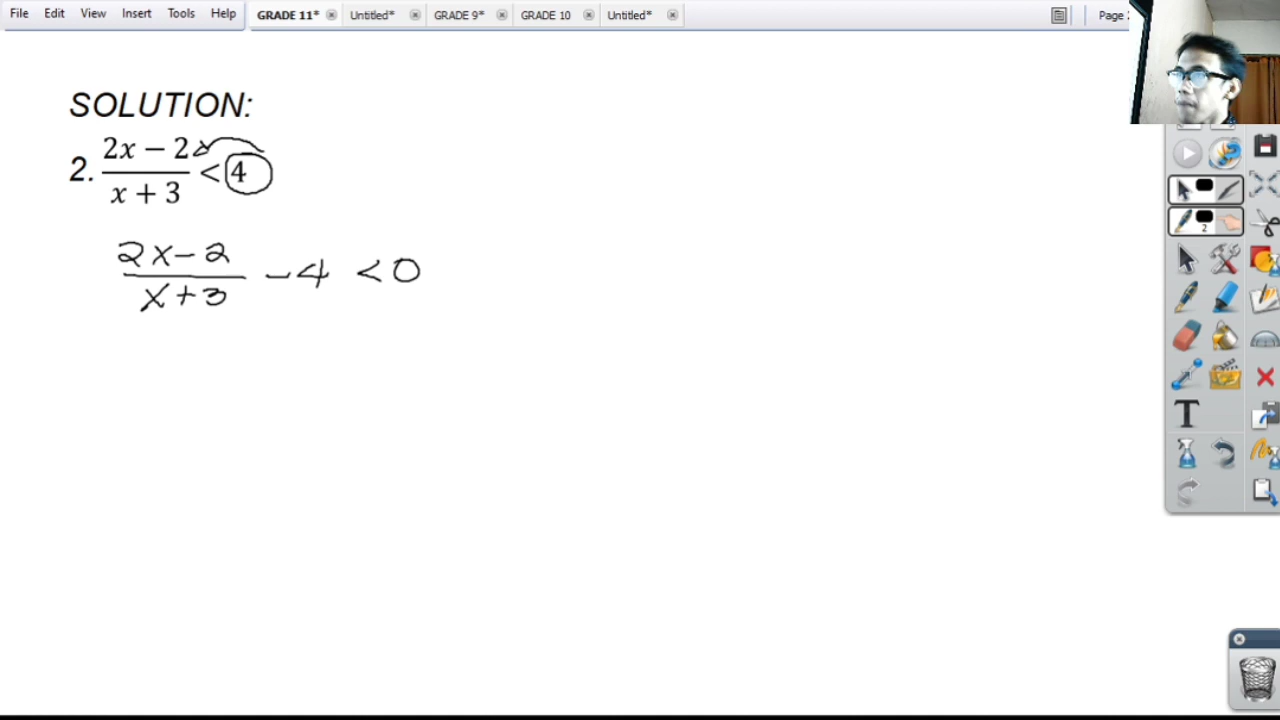 File Edit View Insert Tools Help GRADE 11* Untitled* GRADE 9* GRADE 10 Untitled* Page
SOLUTION:
2x − 2
2. ─── < 4
x + 3
2x − 2
─── − 4 < 0
x + 3
2
T